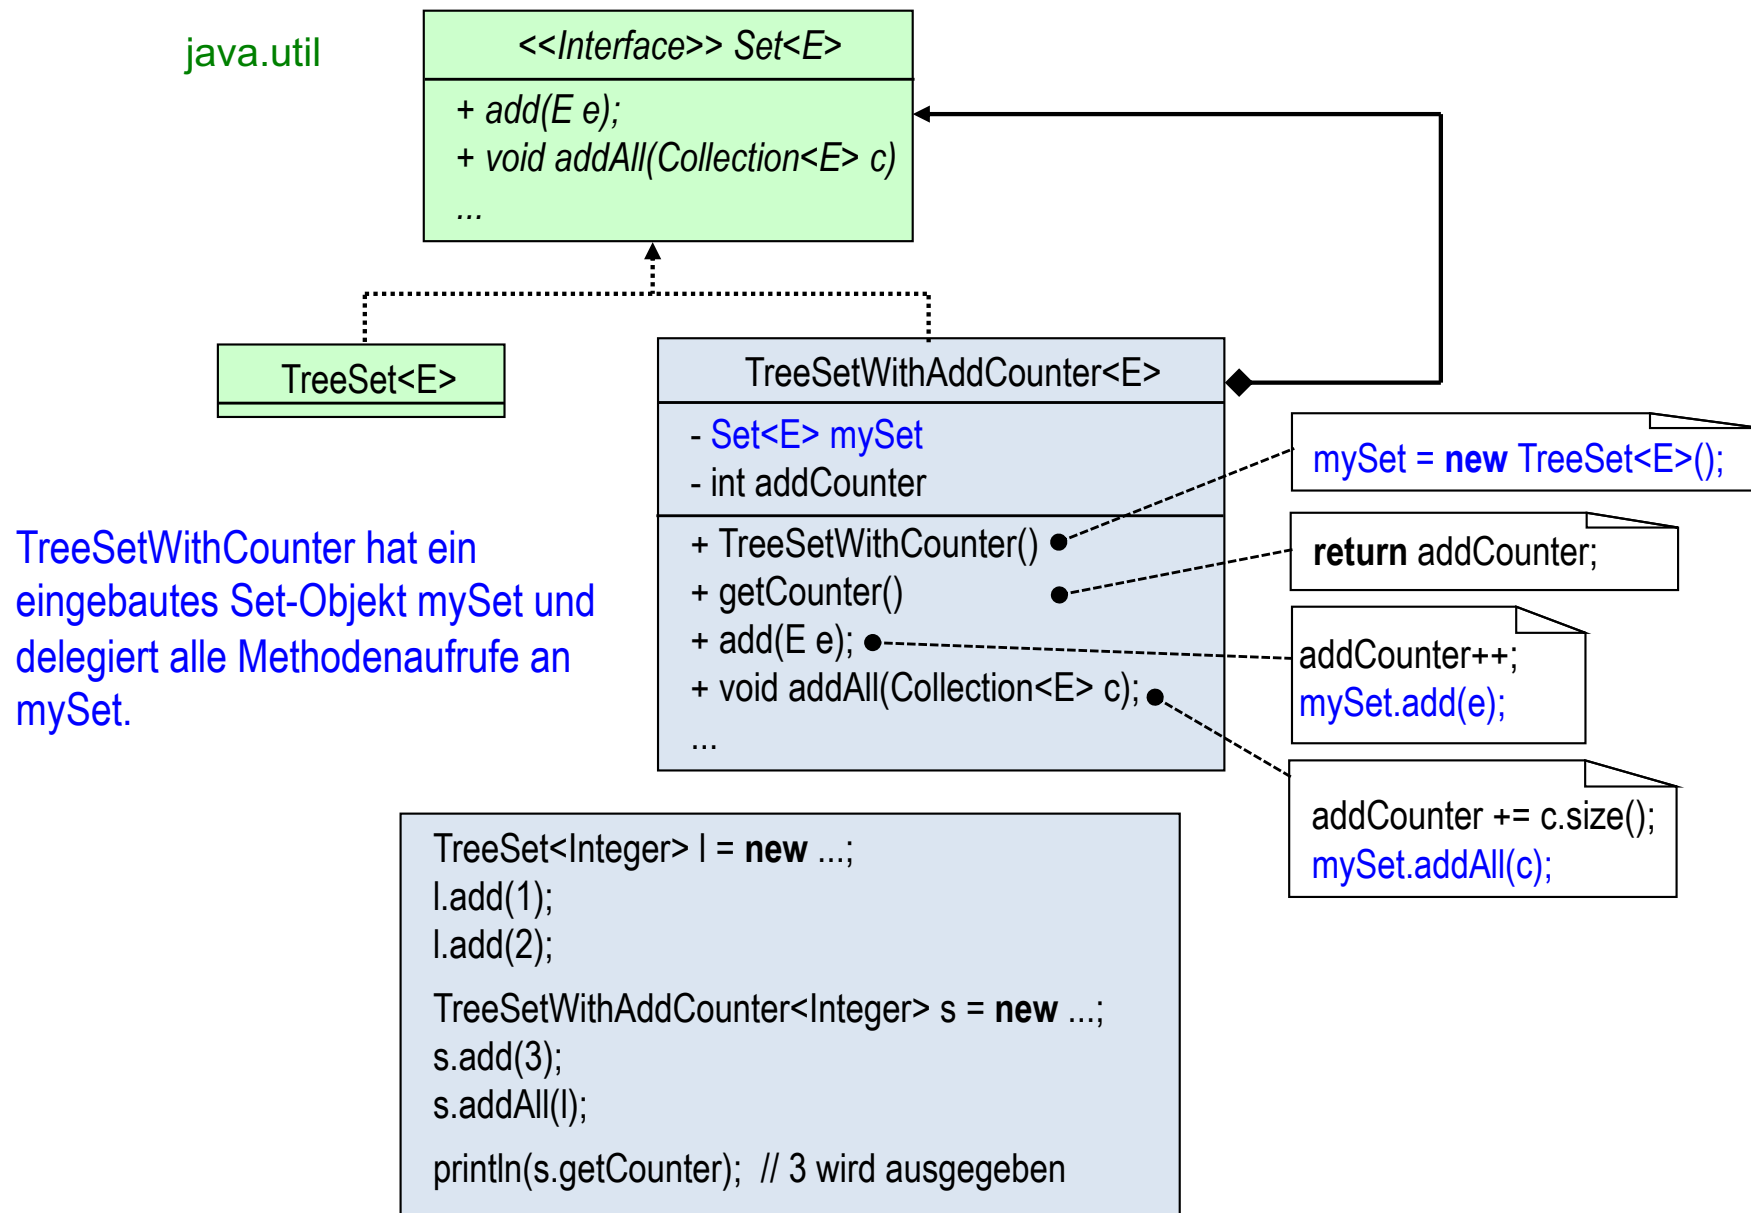 java.util
<<Interface>> Set<E>
+ add(E e);
+ void addAll(Collection<E> c)
...
TreeSet<E>
TreeSetWithAddCounter<E>
- Set<E> mySet
- int addCounter
+ TreeSetWithCounter()
+ getCounter()
+ add(E e);
+ void addAll(Collection<E> c);
...
mySet = new TreeSet<E>();
return addCounter;
addCounter++;
mySet.add(e);
addCounter += c.size();
mySet.addAll(c);
TreeSetWithCounter hat ein
eingebautes Set-Objekt mySet und
delegiert alle Methodenaufrufe an
mySet.
TreeSet<Integer> l = new ...;
l.add(1);
l.add(2);
TreeSetWithAddCounter<Integer> s = new ...;
s.add(3);
s.addAll(l);
println(s.getCounter); // 3 wird ausgegeben